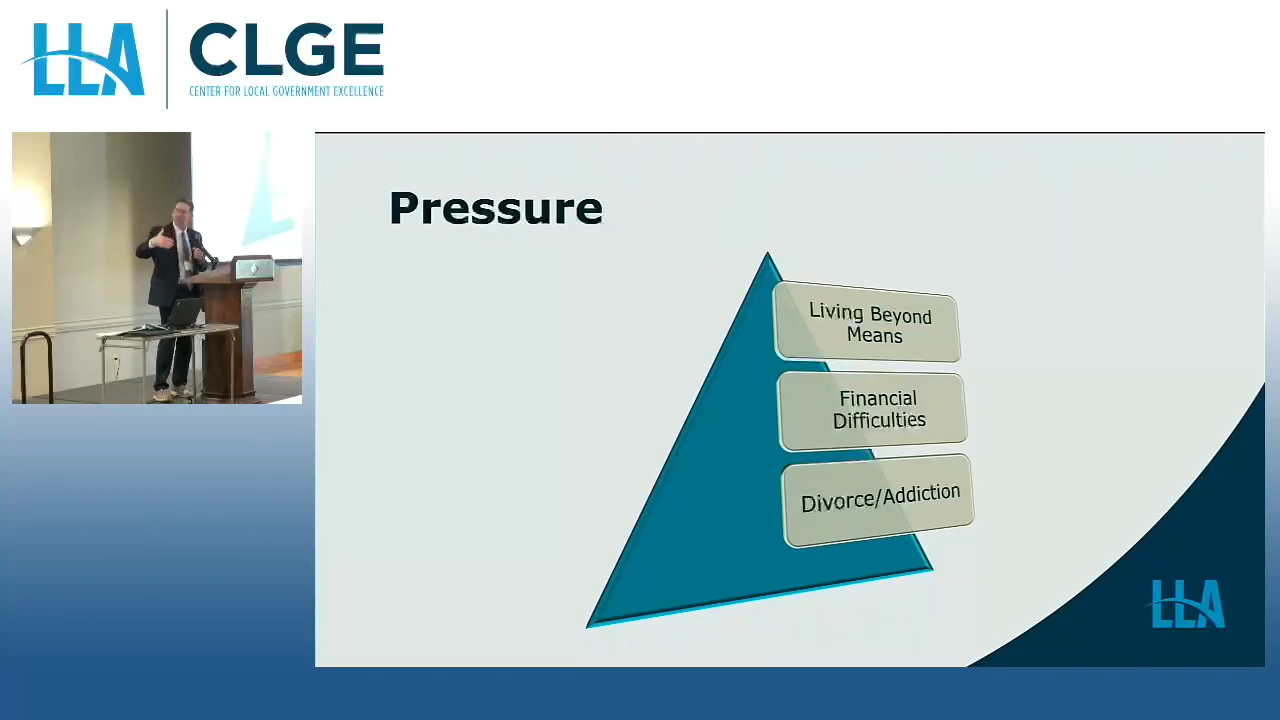 LLA
CLGE
CENTER FOR LOCAL GOVERNMENT EXCELLENCE
Pressure
Living Beyond
Means
Financial
Difficulties
Divorce/Addiction
LLA